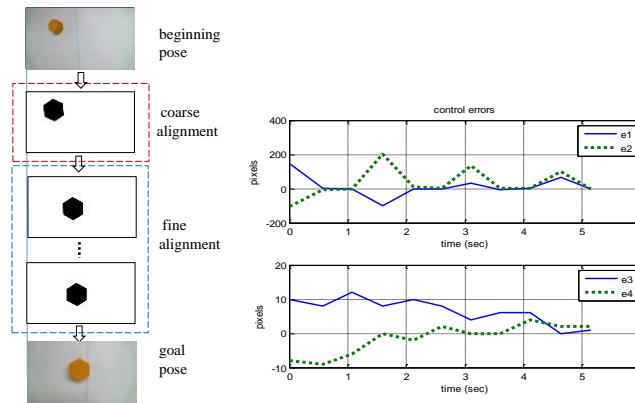 beginning
pose
coarse
alignment
fine
alignment
goal
pose
control errors
400
200
0
-200
pixels
0 1 2 3 4 5
time (sec)
e1
e2
20
10
0
-10
pixels
0 1 2 3 4 5
time (sec)
e3
e4